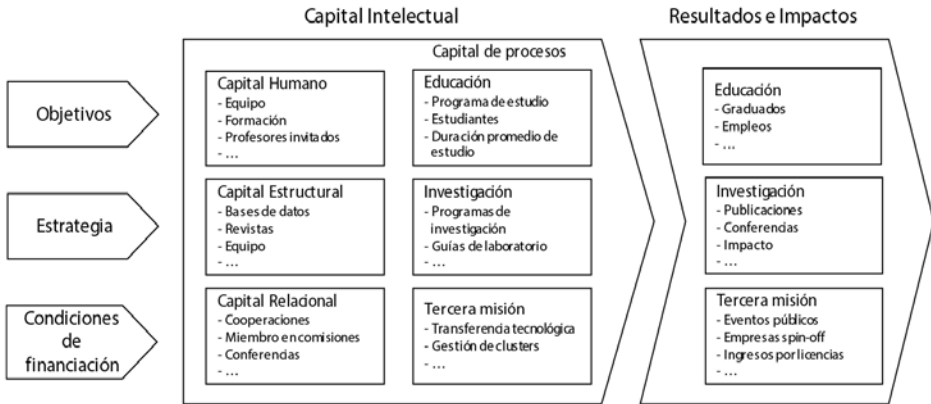 Capital Intelectual
Resultados e Impactos
Capital de procesos
Objetivos
Capital Humano
- Equipo
- Formación
- Profesores invitados
- ...
Educación
- Programa de estudio
- Estudiantes
- Duración promedio de
estudio
Educación
- Graduados
- Empleos
- ...
Estrategia
Capital Estructural
- Bases de datos
- Revistas
- Equipo
- ...
Investigación
- Programas de
investigación
- Guías de laboratorio
- ...
Investigación
- Publicaciones
- Conferencias
- Impacto
- ...
Condiciones
de
financiación
Capital Relacional
- Cooperaciones
- Miembro en comisiones
- Conferencias
- ...
Tercera misión
- Transferencia tecnológica
- Gestión de clusters
- ...
Tercera misión
- Eventos públicos
- Empresas spin-off
- Ingresos por licencias
- ...